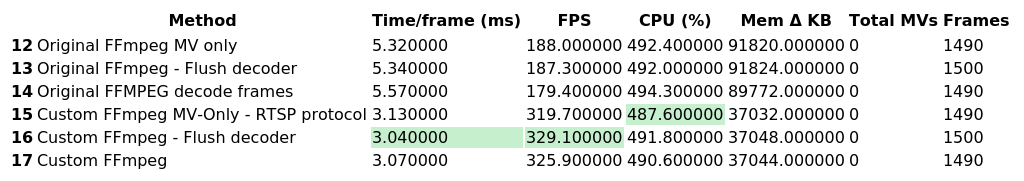 Method Time/frame (ms) FPS CPU (%) Mem Δ KB Total MVs Frames
12 Original FFmpeg MV only 5.320000 188.000000 492.400000 91820.000000 0 1490
13 Original FFmpeg - Flush decoder 5.340000 187.300000 492.000000 91824.000000 0 1500
14 Original FFMPEG decode frames 5.570000 179.400000 494.300000 89772.000000 0 1490
15 Custom FFmpeg MV-Only - RTSP protocol 3.130000 319.700000 487.600000 37032.000000 0 1490
16 Custom FFmpeg - Flush decoder 3.040000 329.100000 491.800000 37048.000000 0 1500
17 Custom FFmpeg 3.070000 325.900000 490.600000 37044.000000 0 1490